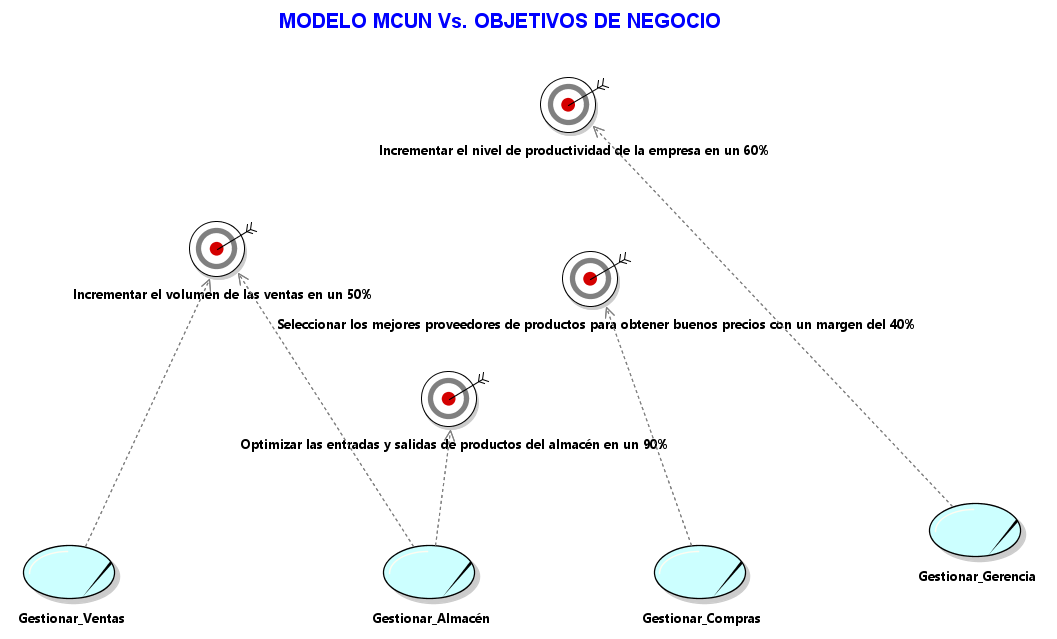 MODELO MCUN Vs. OBJETIVOS DE NEGOCIO
Incrementar el nivel de productividad de la empresa en un 60%
Incrementar el volumen de las ventas en un 50%
Seleccionar los mejores proveedores de productos para obtener buenos precios con un margen del 40%
Optimizar las entradas y salidas de productos del almacén en un 90%
Gestionar_Gerencia
Gestionar_Ventas
Gestionar_Almacén
Gestionar_Compras